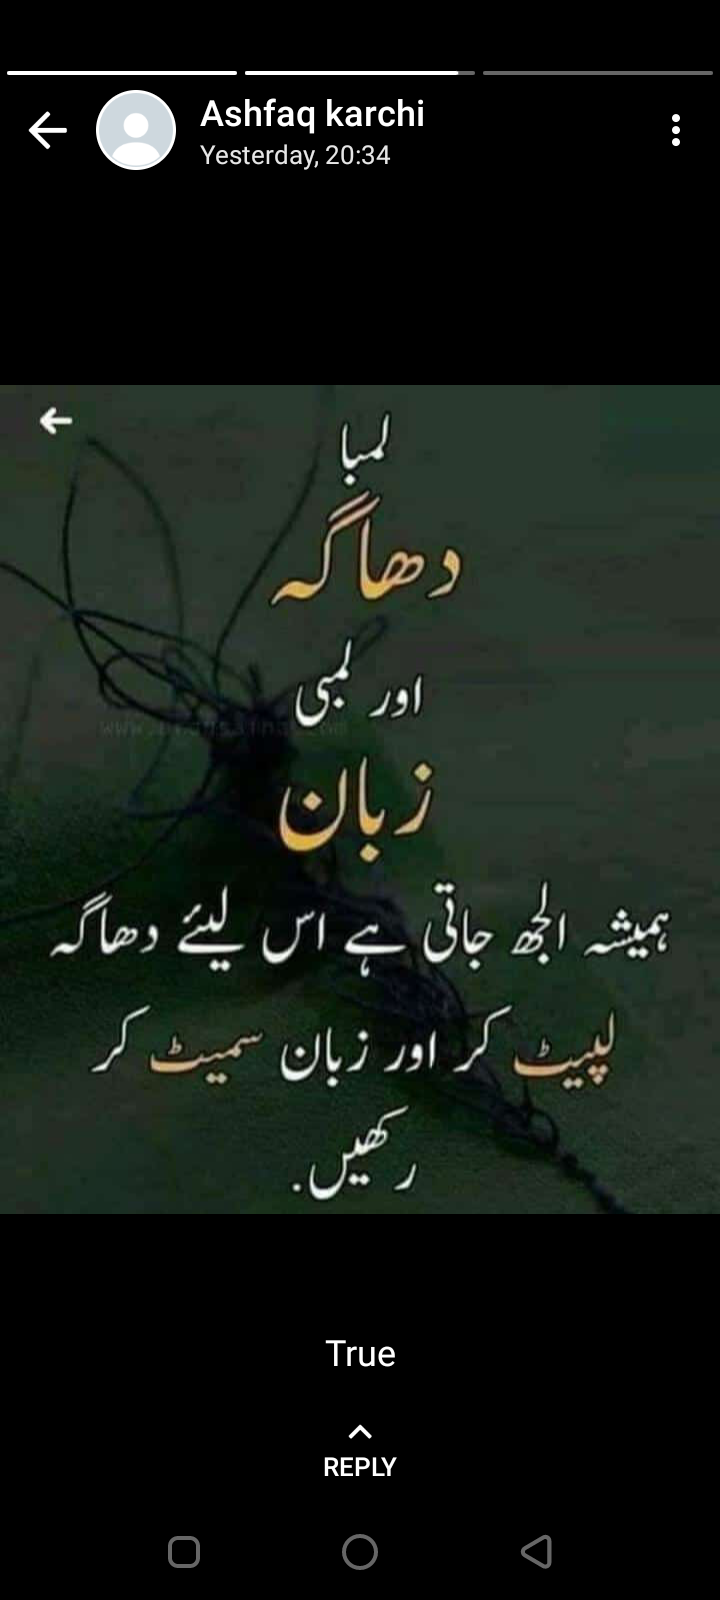 Ashfaq karchi
Yesterday, 20:34
لمبا
دھاگہ
اور لمبی
زبان
ہمیشہ الجھ جاتی ہے اس لیئے دھاگہ
لپیٹ کر اور زبان سمیٹ کر
رکھیں.
True
REPLY